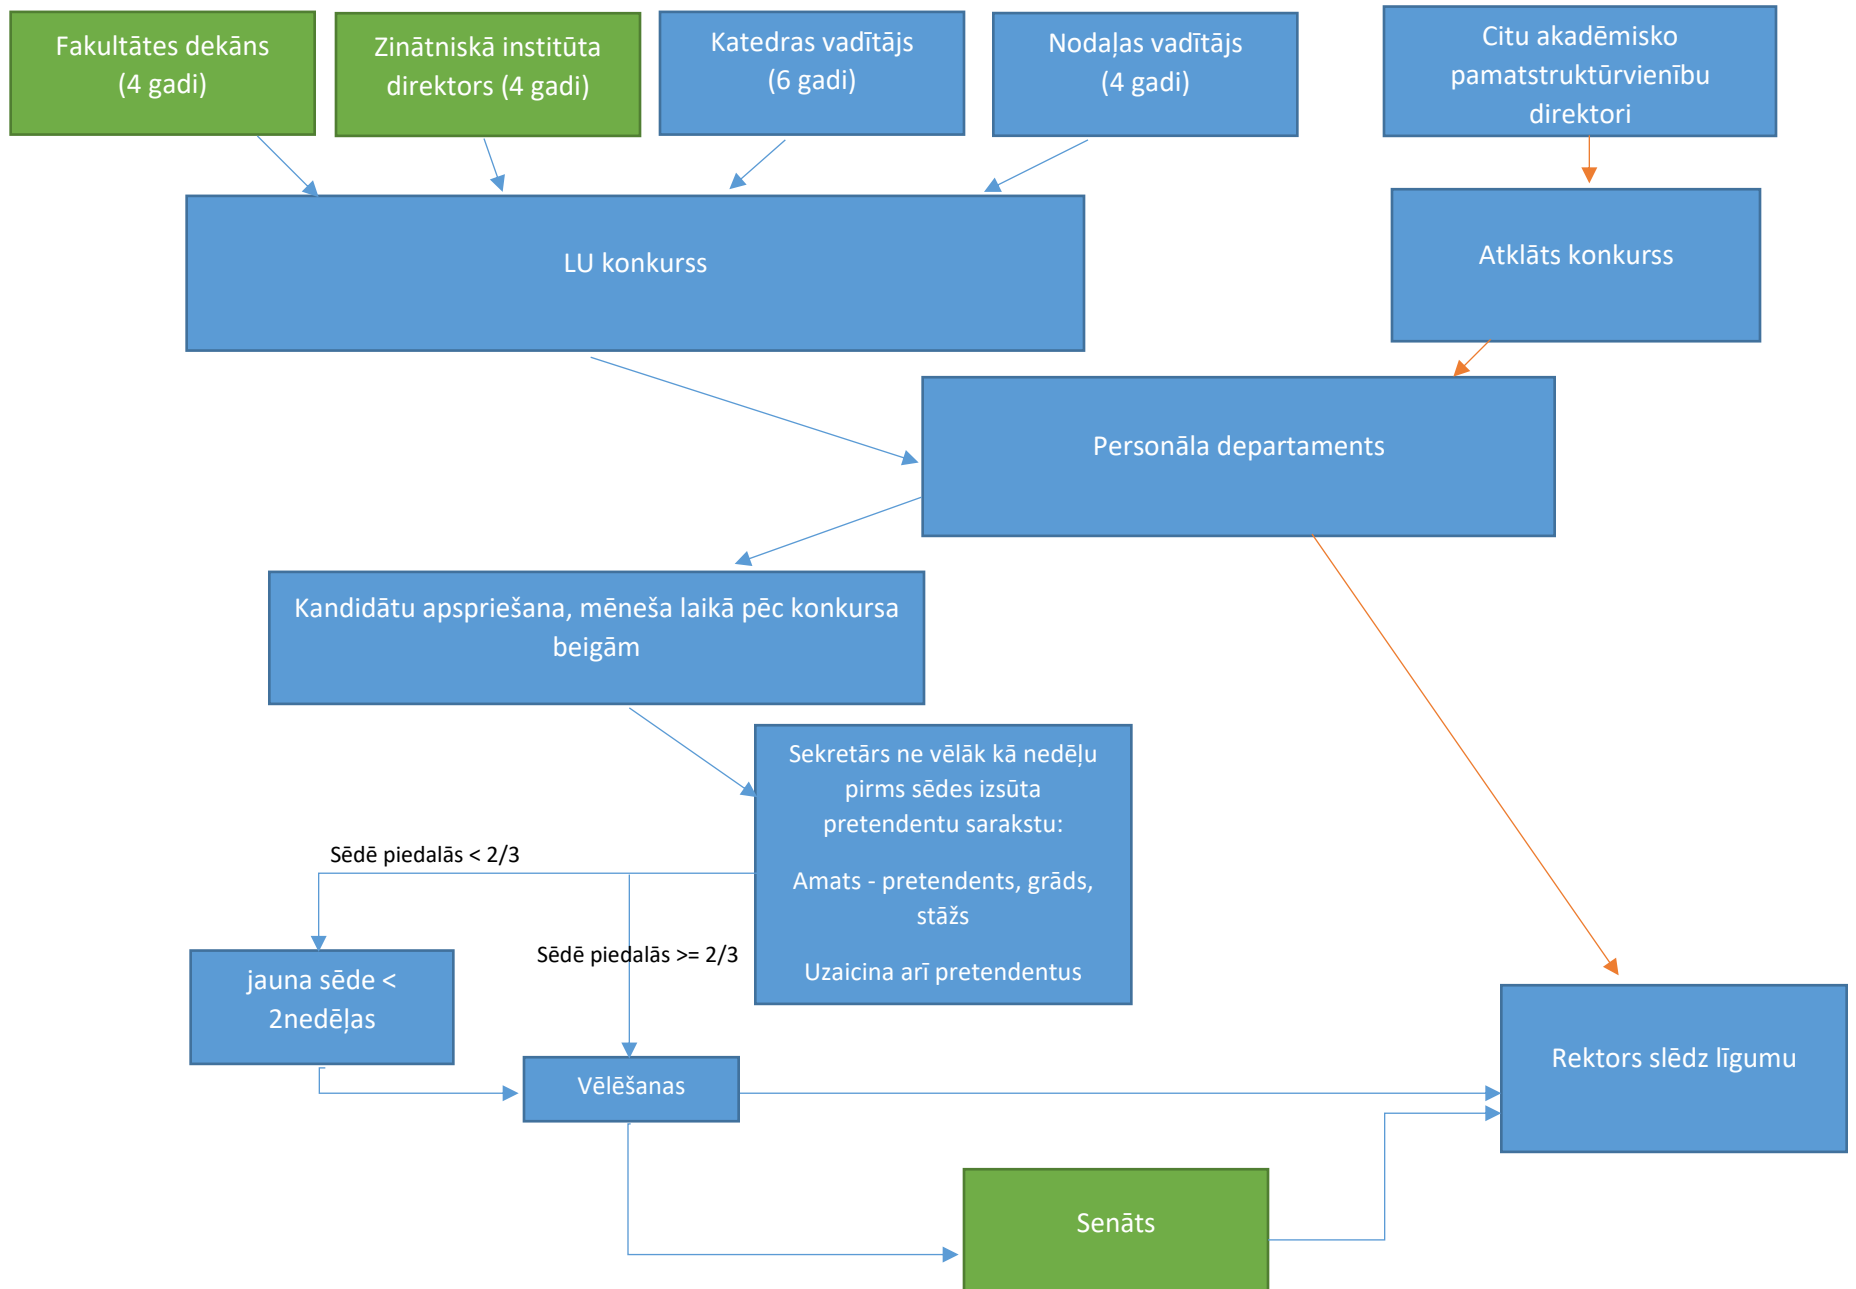 Fakultātes dekāns
(4 gadi)
Zinātniskā institūta
direktors (4 gadi)
Katedras vadītājs
(6 gadi)
Nodaļas vadītājs
(4 gadi)
Citu akadēmisko
pamatstruktūrvienību
direktori
LU konkurss
Atklāts konkurss
Personāla departaments
Kandidātu apspriešana, mēneša laikā pēc konkursa
beigām
Sekretārs ne vēlāk kā nedēļu
pirms sēdes izsūta
pretendentu sarakstu:
Amats - pretendents, grāds,
stāžs
Uzaicina arī pretendentus
Sēdē piedalās < 2/3
Sēdē piedalās >= 2/3
jauna sēde <
2nedēļas
Vēlēšanas
Rektors slēdz līgumu
Senāts